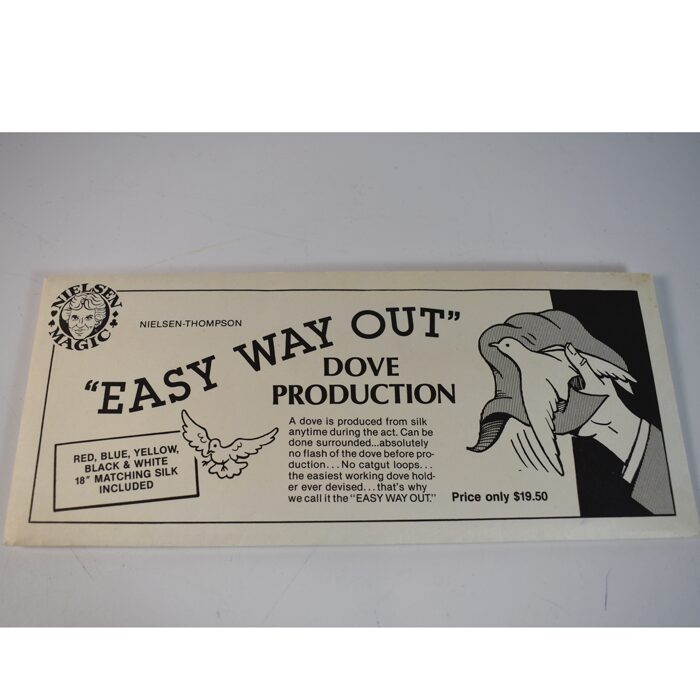 NIELSEN
MAGIC
NIELSEN-THOMPSON
"EASY WAY OUT"
DOVE
PRODUCTION
RED, BLUE, YELLOW,
BLACK & WHITE
18" MATCHING SILK
INCLUDED
A dove is produced from silk
anytime during the act. Can be
done surrounded...absolutely
no flash of the dove before pro-
duction... No catgut loops...
the easiest working dove hold-
er ever devised...that's why
we call it the "EASY WAY OUT."
Price only $19.50